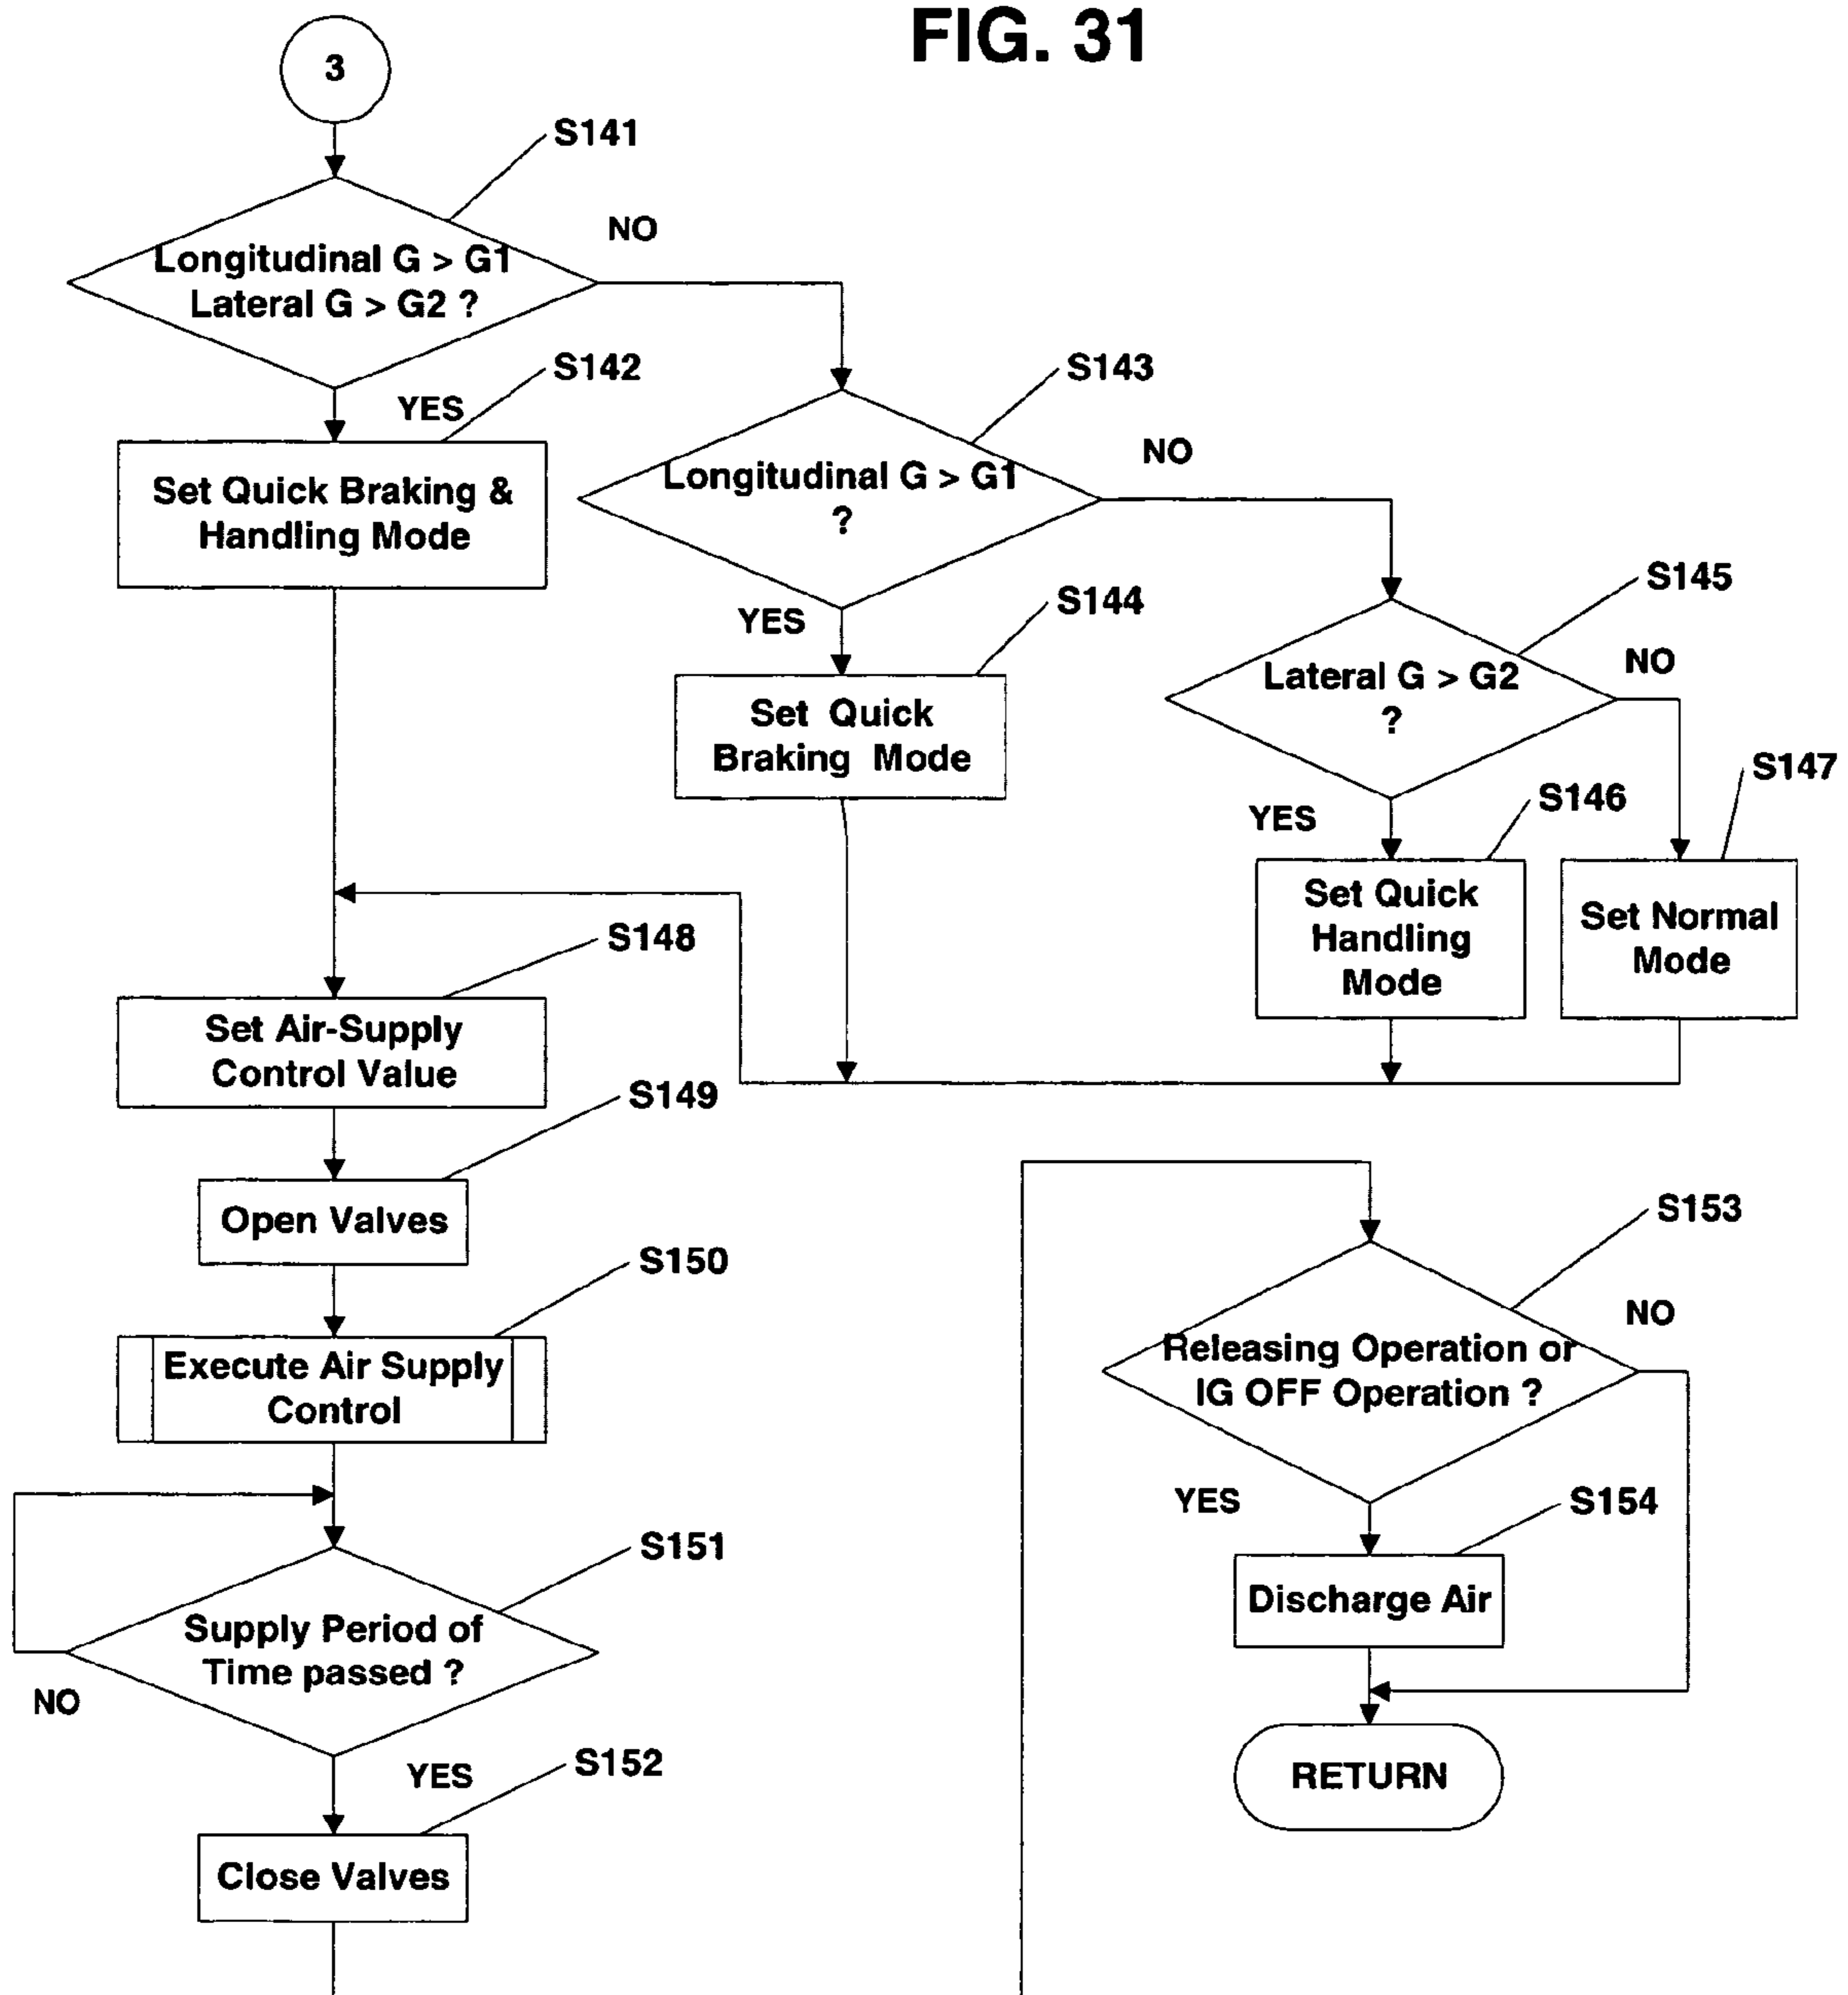 FIG. 31
3
S141
Longitudinal G > G1
Lateral G > G2 ?
NO
YES
S142
Set Quick Braking &
Handling Mode
S143
Longitudinal G > G1
?
NO
YES
S144
Set Quick
Braking Mode
S145
Lateral G > G2
?
NO
YES
S146
Set Quick
Handling
Mode
S147
Set Normal
Mode
S148
Set Air-Supply
Control Value
S149
Open Valves
S150
Execute Air Supply
Control
S151
Supply Period of
Time passed ?
NO
YES
S152
Close Valves
S153
Releasing Operation or
IG OFF Operation ?
NO
YES
S154
Discharge Air
RETURN